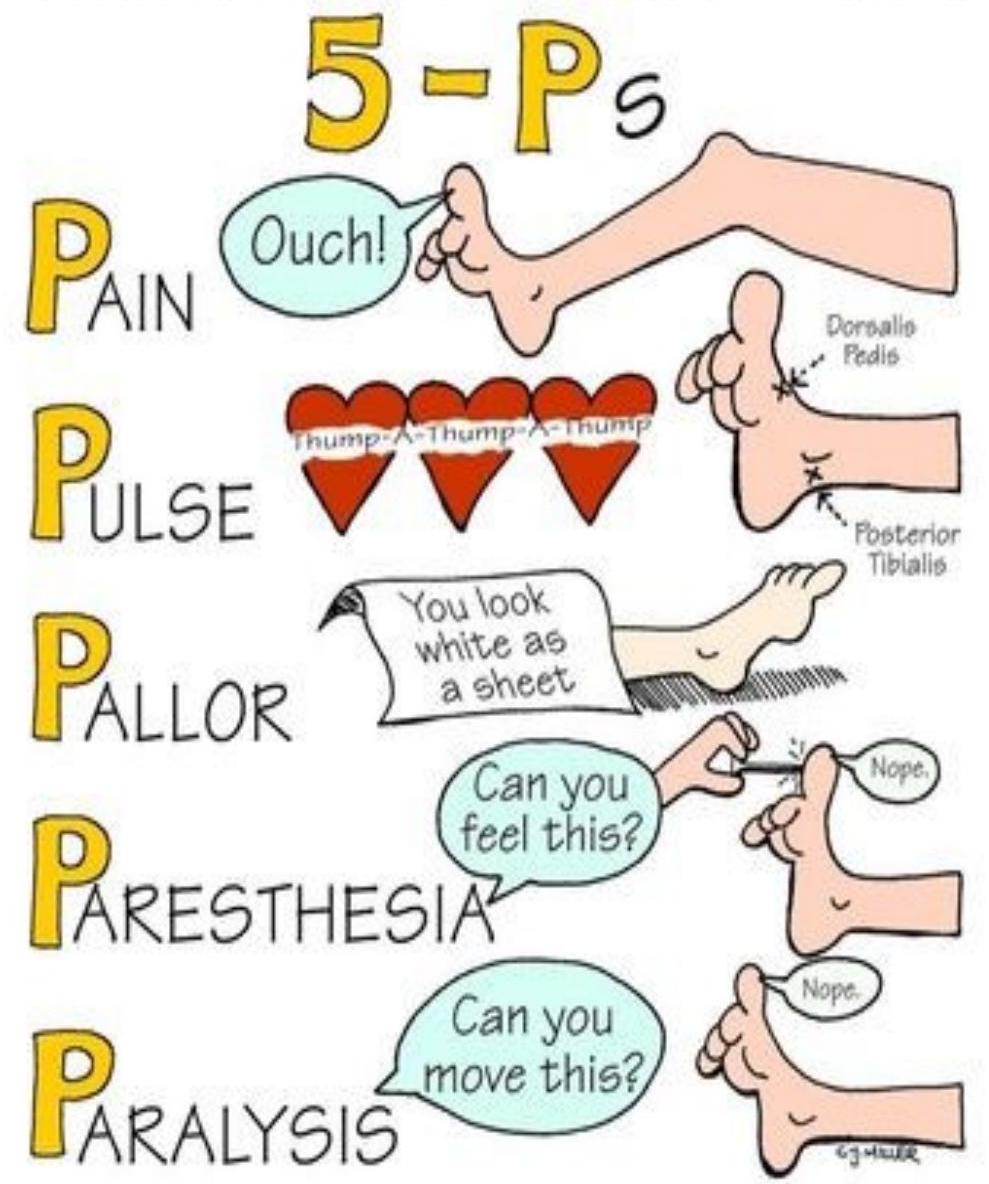 5-Ps
PAIN
Ouch!
PULSE
Thump-A-Thump-A-Thump
Dorsalis
Pedis
Posterior
Tibialis
PALLOR
You look
white as
a sheet
PARESTHESIA
Can you
feel this?
Nope.
PARALYSIS
Can you
move this?
Nope.
CJ MILLER